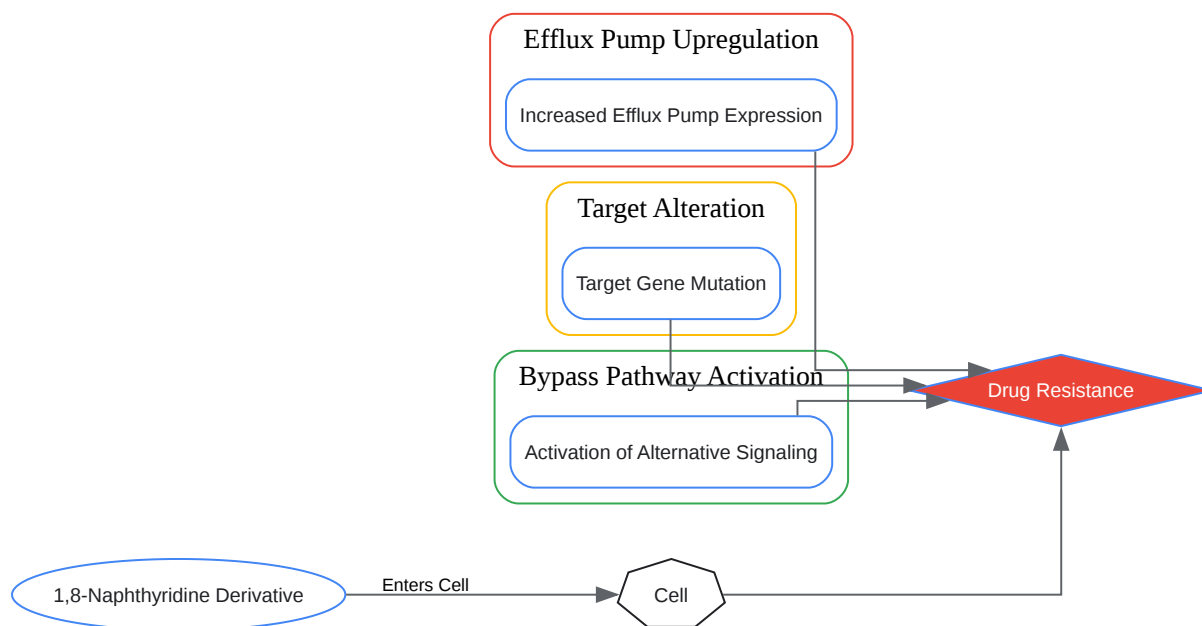 Efflux Pump Upregulation
Increased Efflux Pump Expression
Target Alteration
Target Gene Mutation
Bypass Pathway Activation
Drug Resistance
Activation of Alternative Signaling
1,8-Naphthyridine Derivative
Enters Cell
Cell